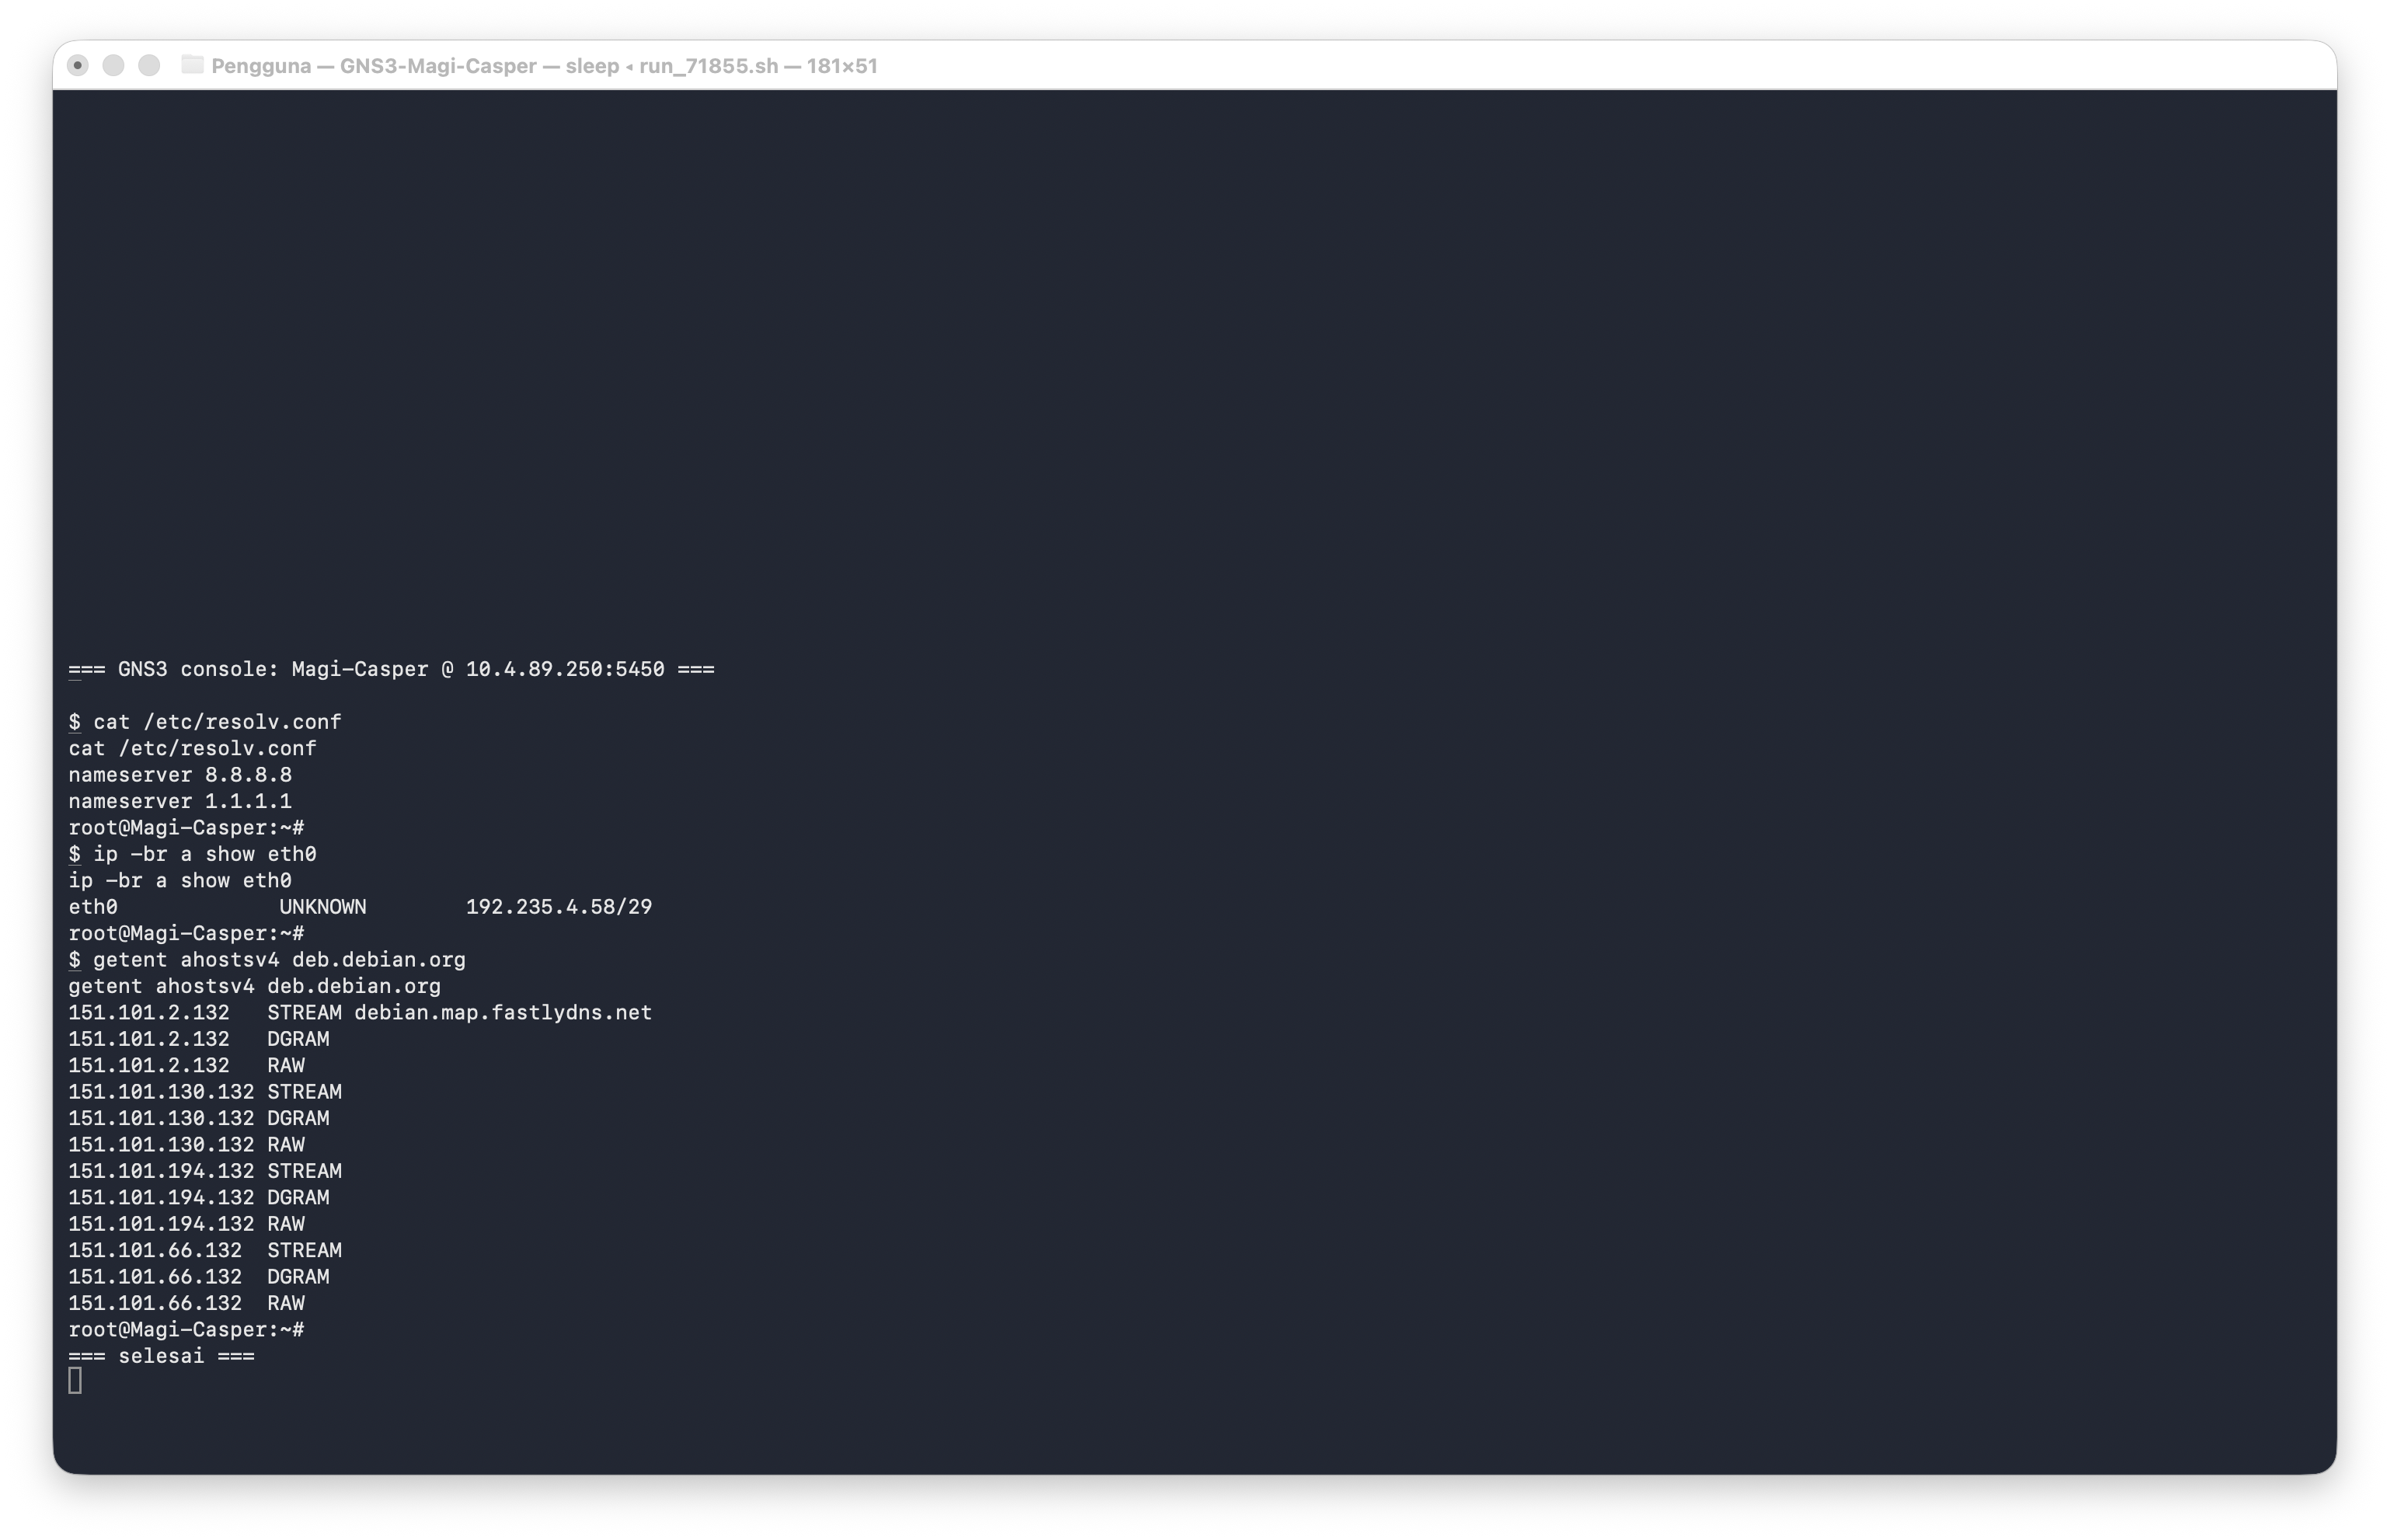 Pengguna — GNS3-Magi-Casper — sleep ◂ run_71855.sh — 181×51
=== GNS3 console: Magi-Casper @ 10.4.89.250:5450 ===
$ cat /etc/resolv.conf
cat /etc/resolv.conf
nameserver 8.8.8.8
nameserver 1.1.1.1
root@Magi-Casper:~#
$ ip -br a show eth0
ip -br a show eth0
eth0             UNKNOWN        192.235.4.58/29
root@Magi-Casper:~#
$ getent ahostsv4 deb.debian.org
getent ahostsv4 deb.debian.org
151.101.2.132   STREAM debian.map.fastlydns.net
151.101.2.132   DGRAM
151.101.2.132   RAW
151.101.130.132 STREAM
151.101.130.132 DGRAM
151.101.130.132 RAW
151.101.194.132 STREAM
151.101.194.132 DGRAM
151.101.194.132 RAW
151.101.66.132  STREAM
151.101.66.132  DGRAM
151.101.66.132  RAW
root@Magi-Casper:~#
=== selesai ===